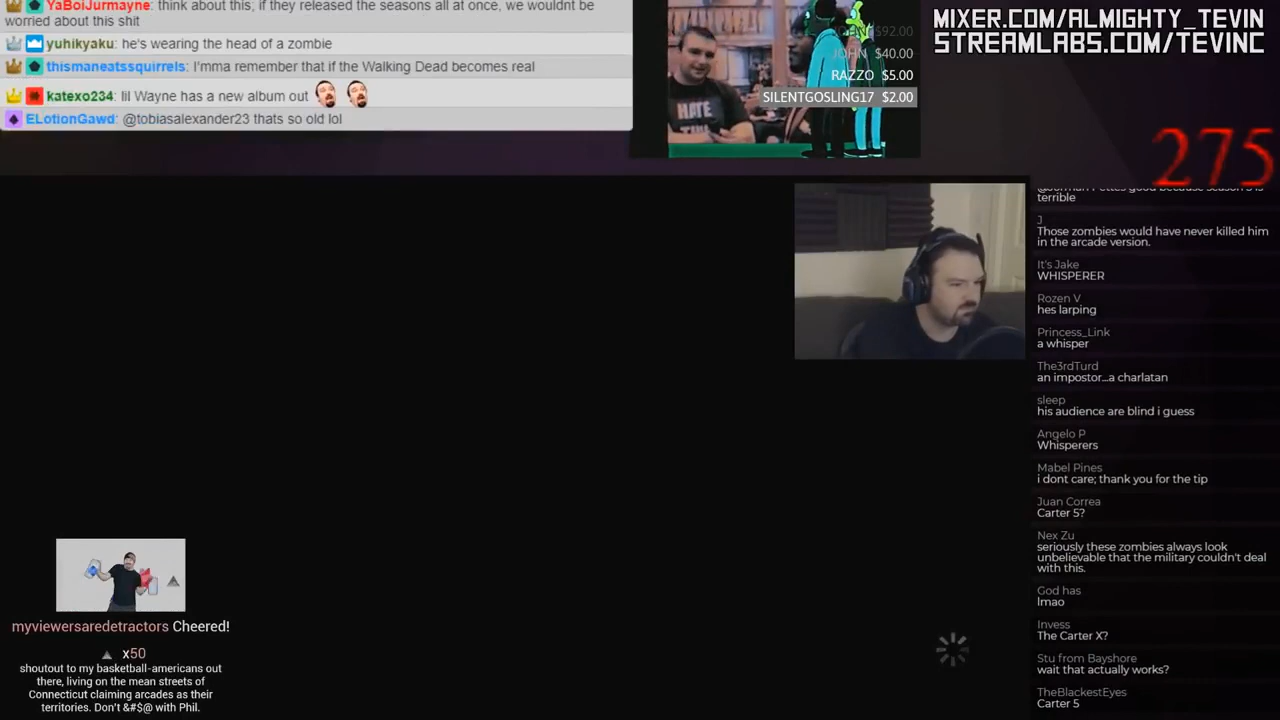 YaBoiJurmayne: think about this; if they released the seasons all at once, we wouldnt be
worried about this shit
yuhikyaku: he's wearing the head of a zombie
thismaneatssquirrels: I'mma remember that if the Walking Dead becomes real
katexo234: lil Wayne has a new album out
ELotionGawd: @tobiasalexander23 thats so old lol
HATE
$92.00
JOHN $40.00
RAZZO $5.00
SILENTGOSLING17 $2.00
MIXER.COM/ALMIGHTY_TEVIN
STREAMLABS.COM/TEVINC
275
terrible
J
Those zombies would have never killed him
in the arcade version.
It's Jake
WHISPERER
Rozen V
hes larping
Princess_Link
a whisper
The3rdTurd
an impostor...a charlatan
sleep
his audience are blind i guess
Angelo P
Whisperers
Mabel Pines
i dont care; thank you for the tip
Juan Correa
Carter 5?
Nex Zu
seriously these zombies always look
unbelievable that the military couldn't deal
with this.
God has
lmao
Invess
The Carter X?
Stu from Bayshore
wait that actually works?
TheBlackestEyes
Carter 5
myviewersaredetractors Cheered!
x50
shoutout to my basketball-americans out
there, living on the mean streets of
Connecticut claiming arcades as their
territories. Don't &#$@ with Phil.